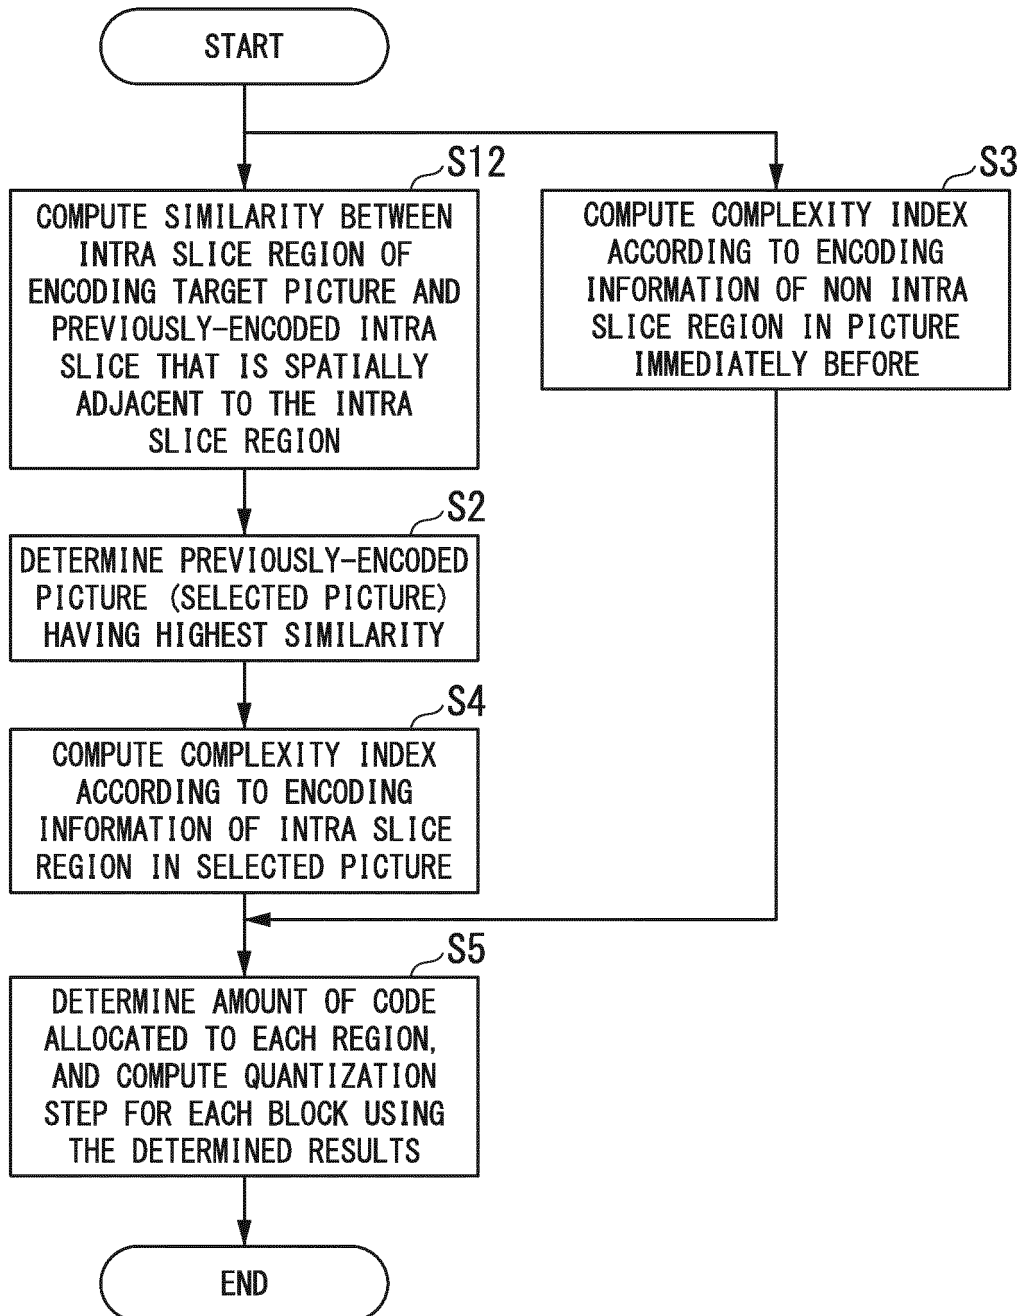 START
S12
COMPUTE SIMILARITY BETWEEN
INTRA SLICE REGION OF
ENCODING TARGET PICTURE AND
PREVIOUSLY-ENCODED INTRA
SLICE THAT IS SPATIALLY
ADJACENT TO THE INTRA
SLICE REGION
S3
COMPUTE COMPLEXITY INDEX
ACCORDING TO ENCODING
INFORMATION OF NON INTRA
SLICE REGION IN PICTURE
IMMEDIATELY BEFORE
S2
DETERMINE PREVIOUSLY-ENCODED
PICTURE (SELECTED PICTURE)
HAVING HIGHEST SIMILARITY
S4
COMPUTE COMPLEXITY INDEX
ACCORDING TO ENCODING
INFORMATION OF INTRA SLICE
REGION IN SELECTED PICTURE
S5
DETERMINE AMOUNT OF CODE
ALLOCATED TO EACH REGION,
AND COMPUTE QUANTIZATION
STEP FOR EACH BLOCK USING
THE DETERMINED RESULTS
END